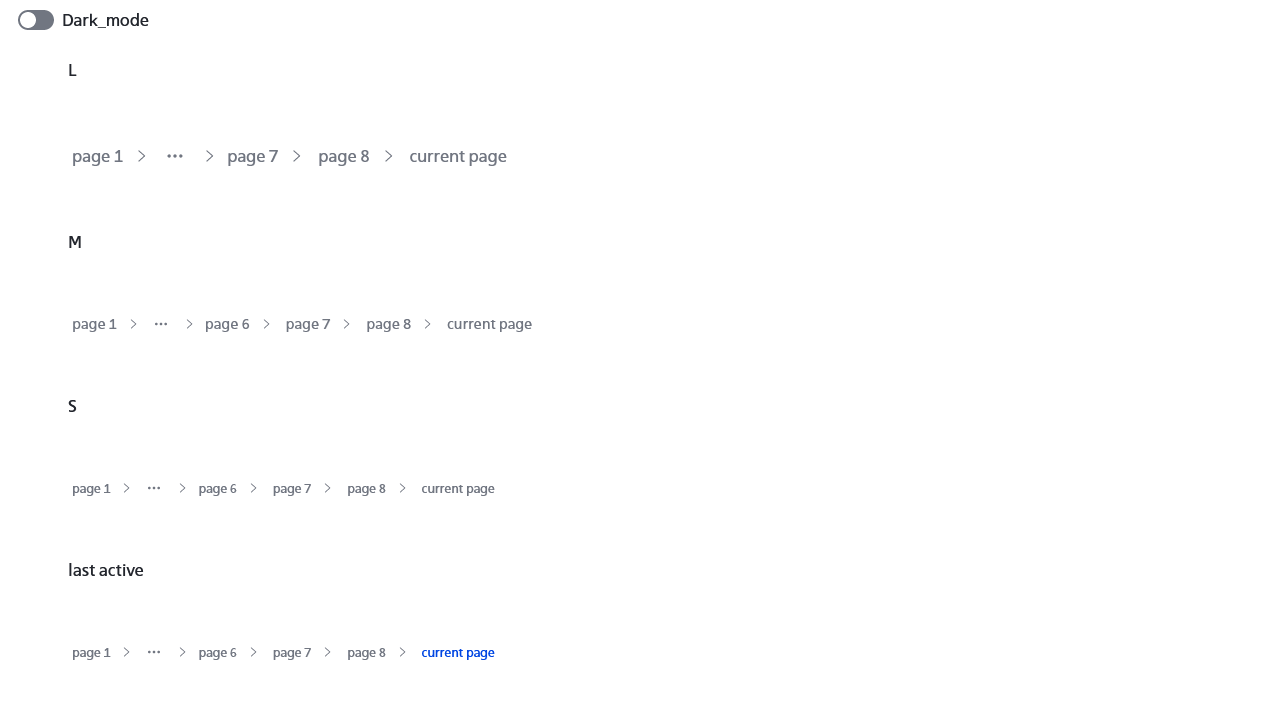 Dark_mode
L
page 1 > ··· > page 7 > page 8 > current page
M
page 1 > ··· > page 6 > page 7 > page 8 > current page
S
page 1 > ··· > page 6 > page 7 > page 8 > current page
last active
page 1 > ··· > page 6 > page 7 > page 8 > current page